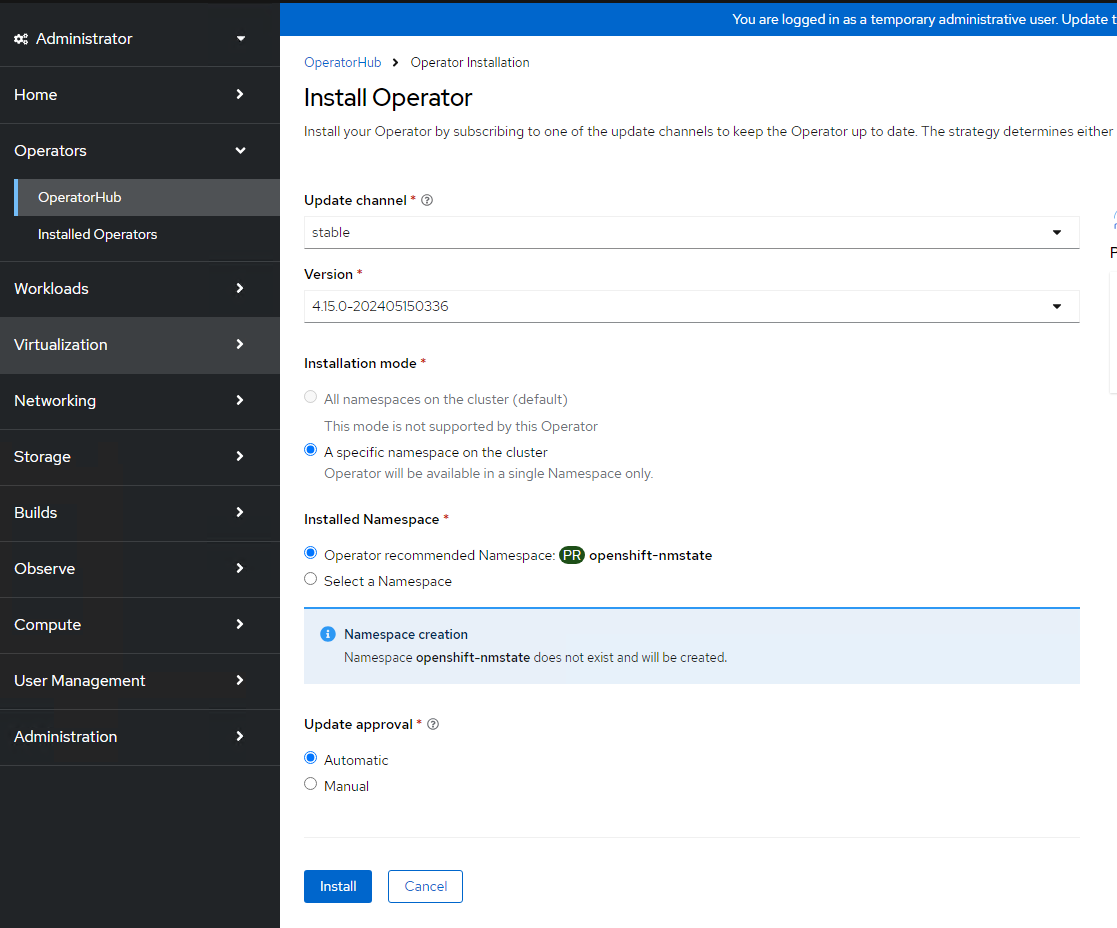 You are logged in as a temporary administrative user. Update t
Administrator
Home
Operators
OperatorHub
Installed Operators
Workloads
Virtualization
Networking
Storage
Builds
Observe
Compute
User Management
Administration
OperatorHub > Operator Installation
Install Operator
Install your Operator by subscribing to one of the update channels to keep the Operator up to date. The strategy determines either
Update channel *
stable
Version *
4.15.0-202405150336
Installation mode *
All namespaces on the cluster (default)
This mode is not supported by this Operator
A specific namespace on the cluster
Operator will be available in a single Namespace only.
Installed Namespace *
Operator recommended Namespace: PR openshift-nmstate
Select a Namespace
Namespace creation
Namespace openshift-nmstate does not exist and will be created.
Update approval *
Automatic
Manual
Install
Cancel